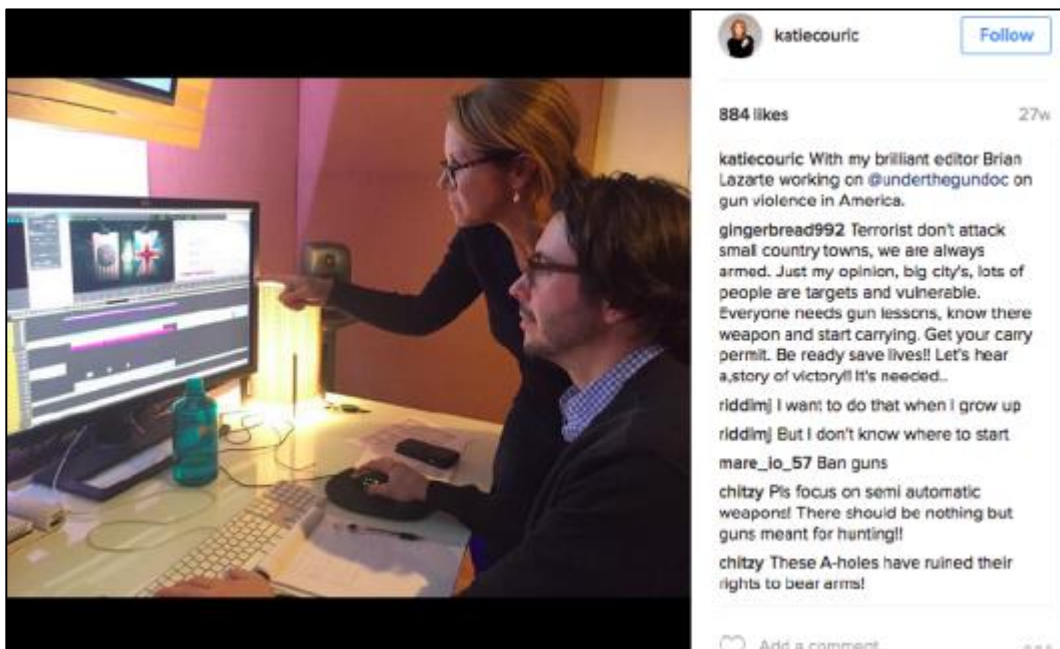 katiecouric
Follow
884 likes
27w
katiecouric With my brilliant editor Brian
Lazarte working on @underthegundoc on
gun violence in America.
gingerbread992 Terrorist don't attack
small country towns, we are always
armed. Just my opinion, big city's, lots of
people are targets and vulnerable.
Everyone needs gun lessons, know there
weapon and start carrying. Get your carry
permit. Be ready save lives!! Let's hear
a,story of victory!! It's needed..
riddimj I want to do that when I grow up
riddimj But I don't know where to start
mare_io_57 Ban guns
chitzy Pls focus on semi automatic
weapons! There should be nothing but
guns meant for hunting!!
chitzy These A-holes have ruined their
rights to bear arms!
Add a comment...